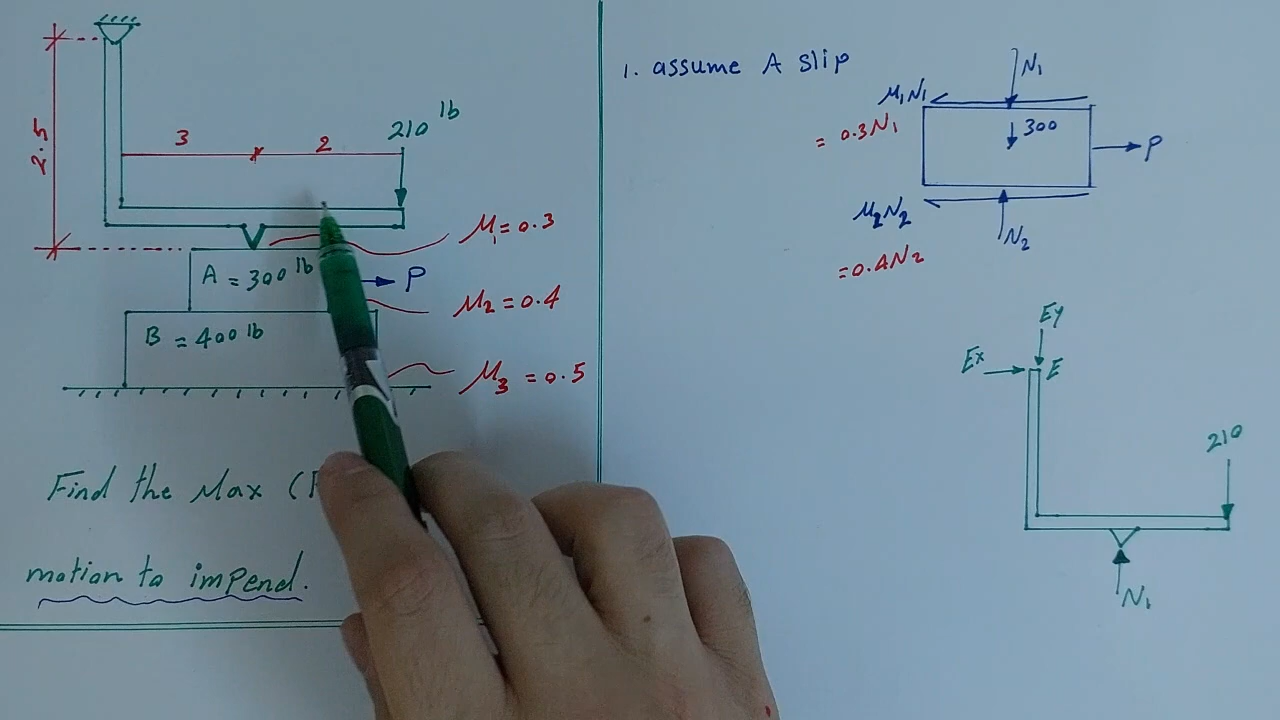 2.5
3
2
210 lb
μ₁ = 0.3
A = 300 lb
P
μ₂ = 0.4
B = 400 lb
μ₃ = 0.5
Find the Max (P
motion to impend.
1. assume A slip
N₁
μ₁N₁
= 0.3N₁
300
P
μ₂N₂
= 0.4N₂
N₂
Ey
Ex
E
210
N₁